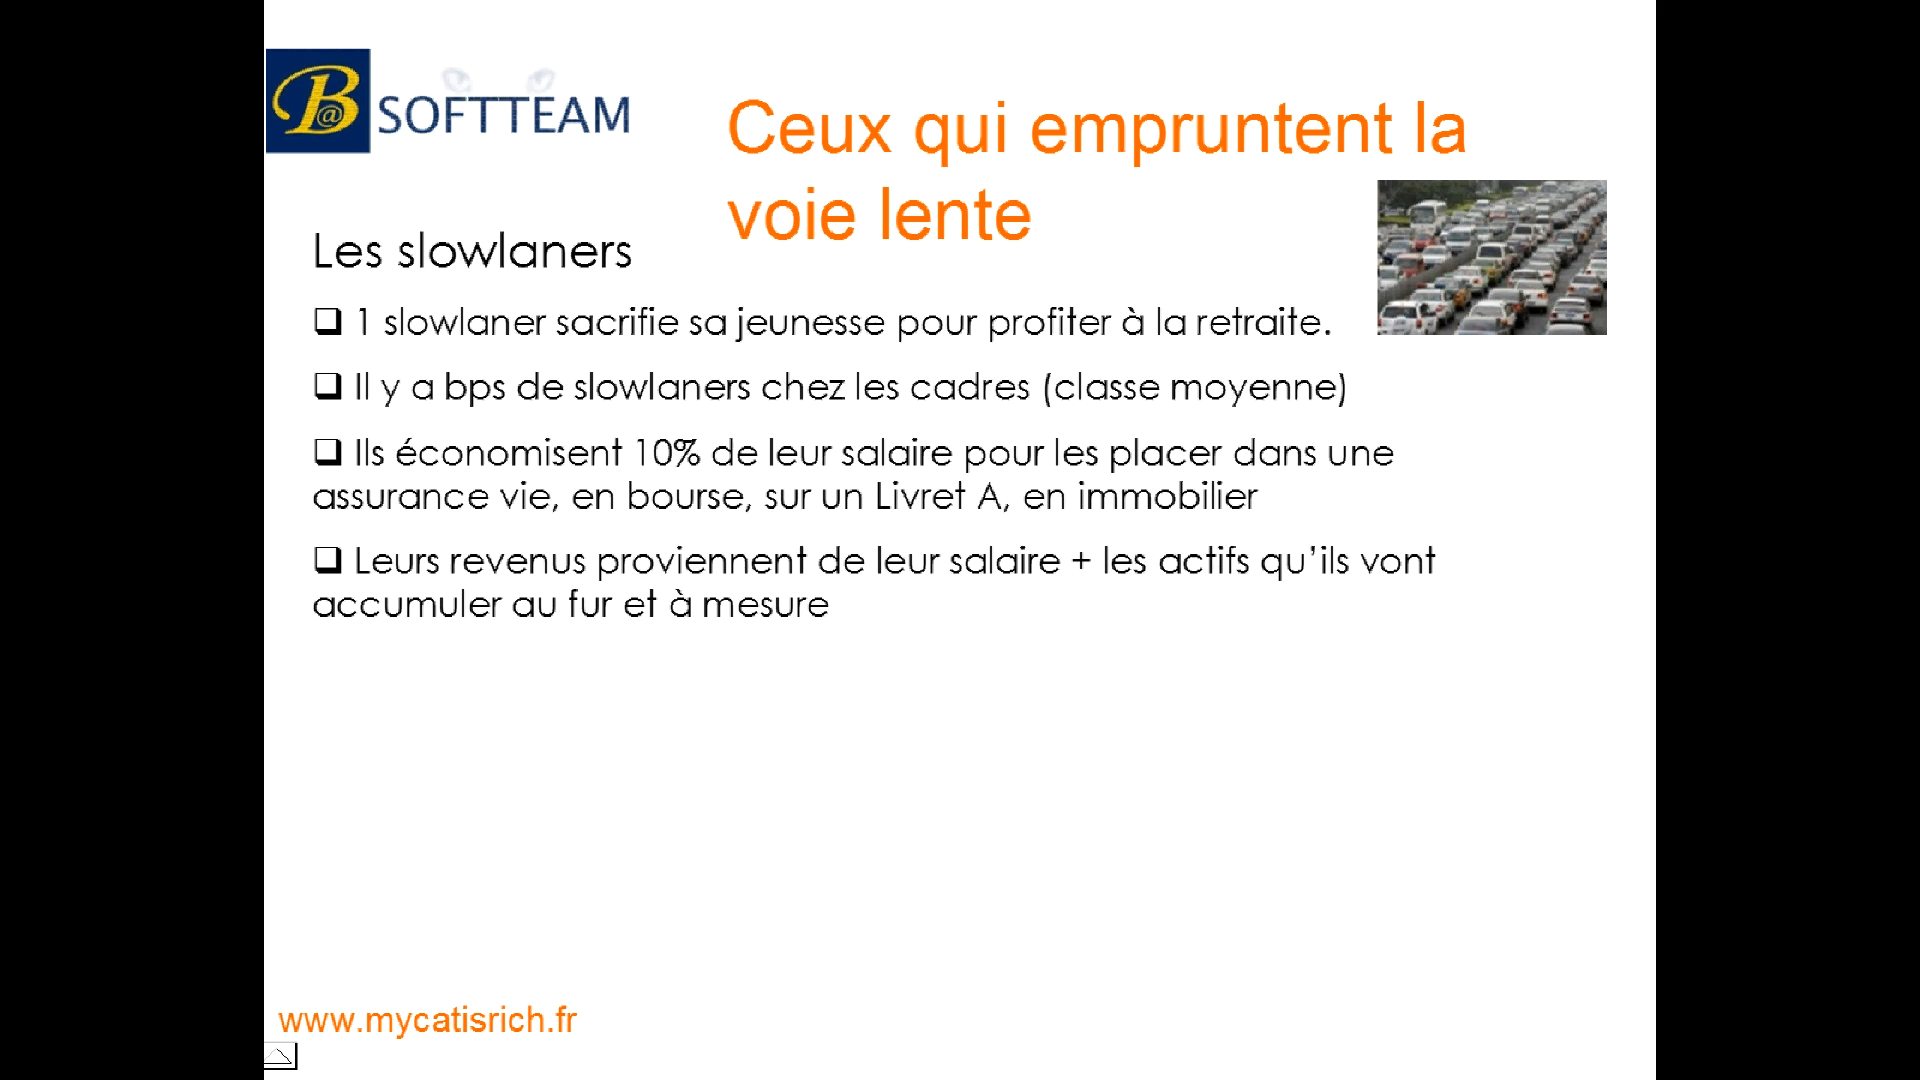 B@ SOFTTEAM
Ceux qui empruntent la
voie lente
Les slowlaners
❑ 1 slowlaner sacrifie sa jeunesse pour profiter à la retraite.
❑ Il y a bps de slowlaners chez les cadres (classe moyenne)
❑ Ils économisent 10% de leur salaire pour les placer dans une
assurance vie, en bourse, sur un Livret A, en immobilier
❑ Leurs revenus proviennent de leur salaire + les actifs qu’ils vont
accumuler au fur et à mesure
www.mycatisrich.fr